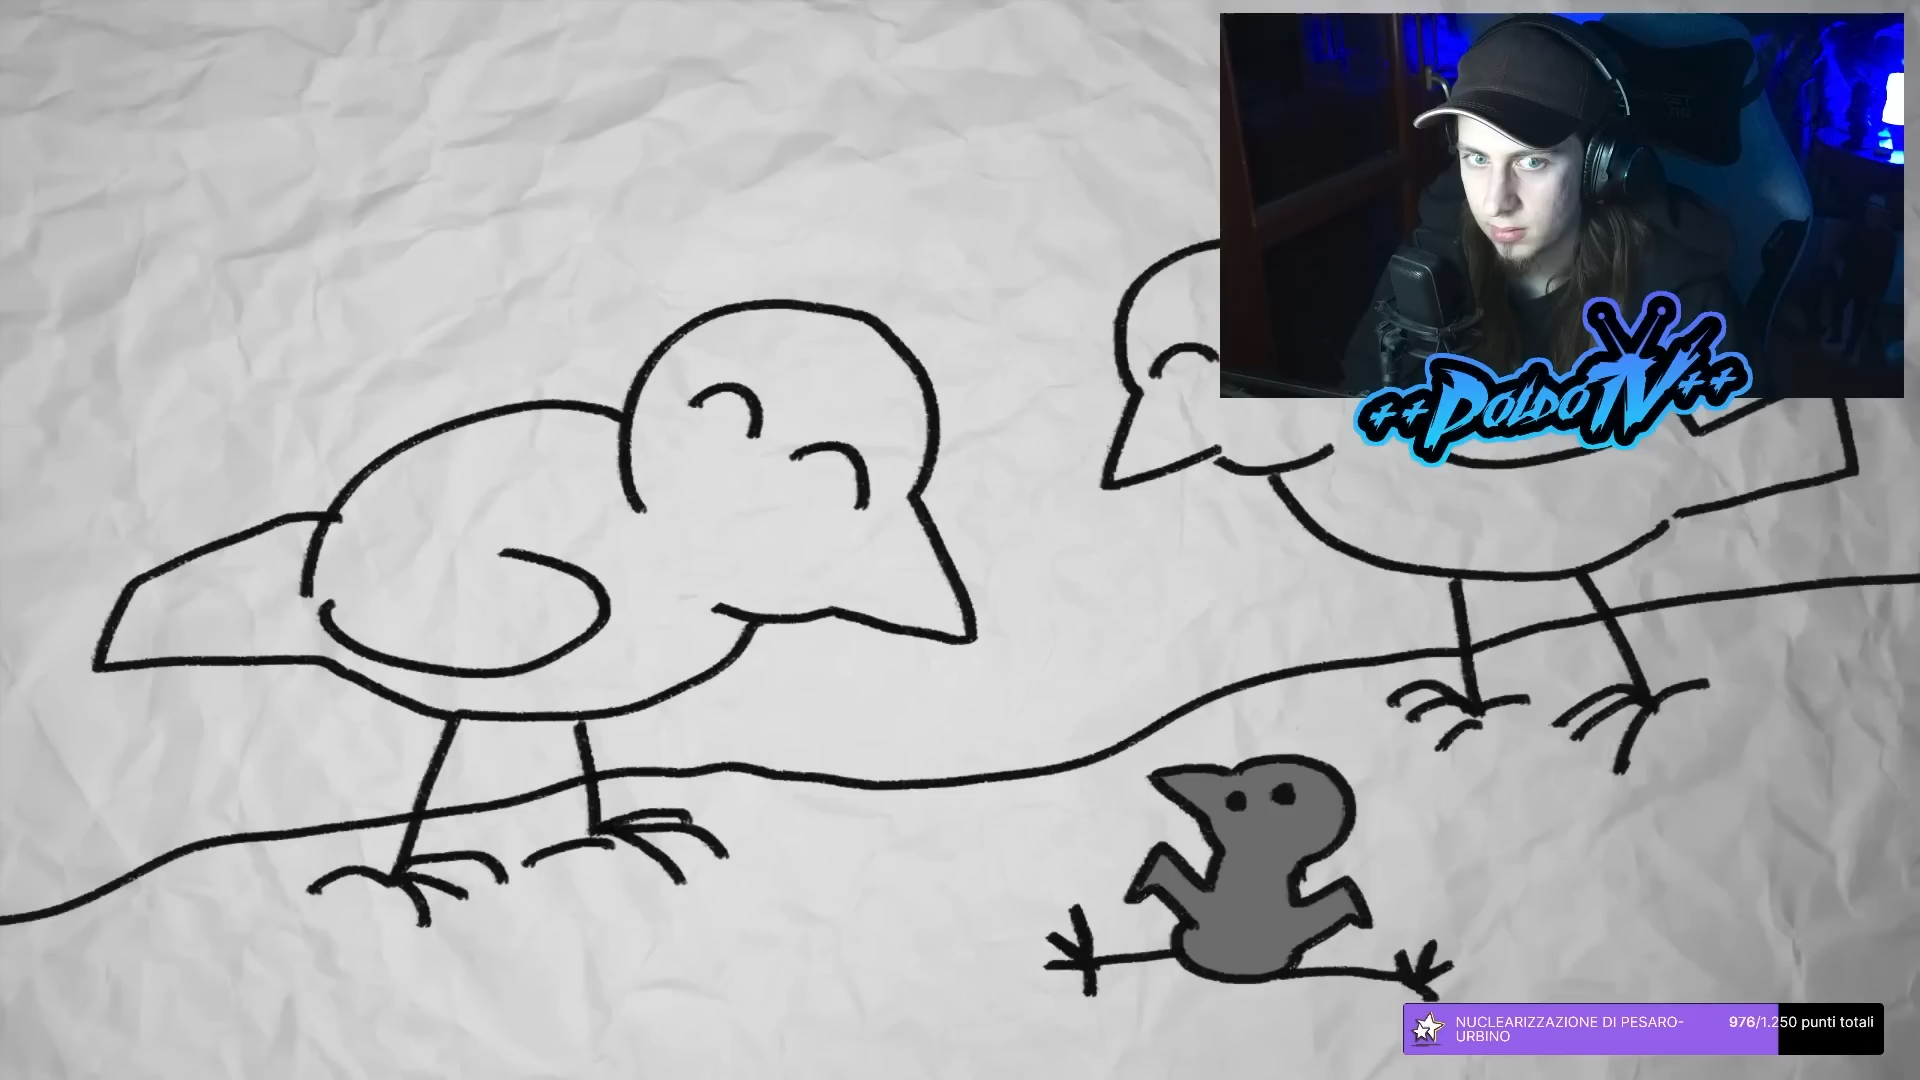 ++DOLDOTV++
NUCLEARIZZAZIONE DI PESARO-
URBINO
976/1.250 punti totali